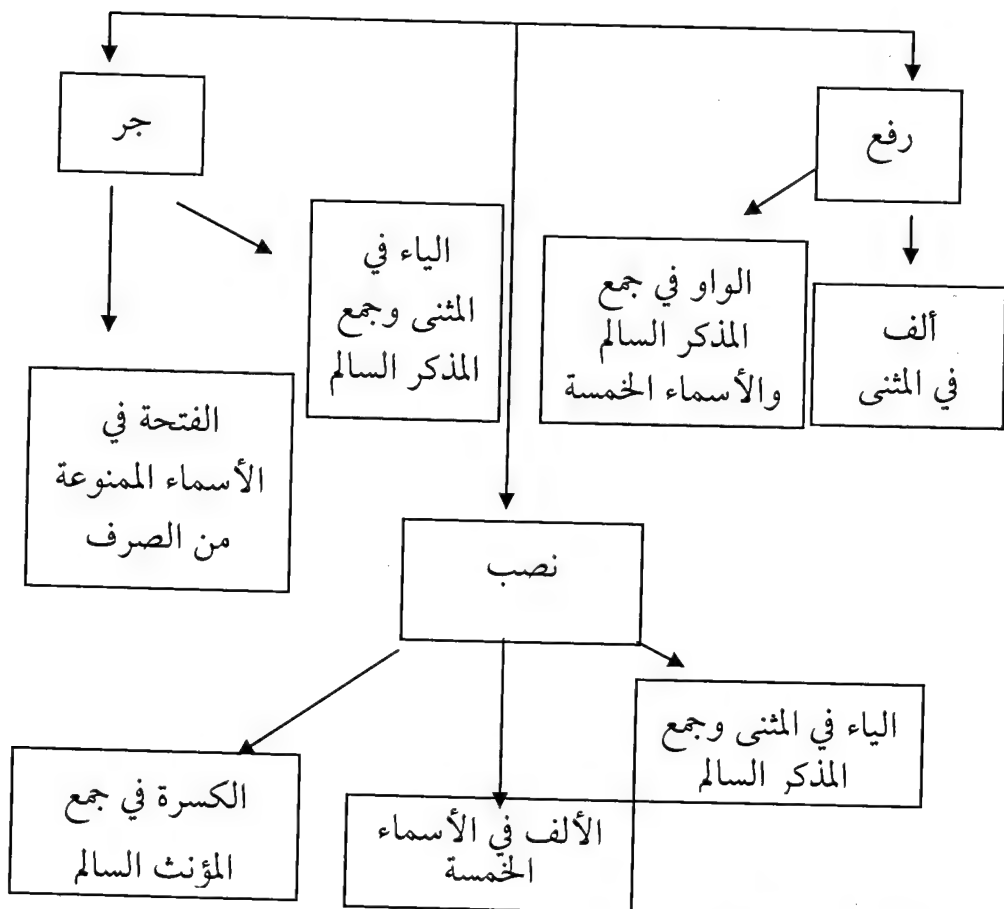 رفع
جر
ألف
في المثنى
الواو في جمع
المذكر السالم
والأسماء الخمسة
الياء في
المثنى وجمع
المذكر السالم
الفتحة في
الأسماء الممنوعة
من الصرف
نصب
الياء في المثنى وجمع
المذكر السالم
الألف في الأسماء
الخمسة
الكسرة في جمع
المؤنث السالم